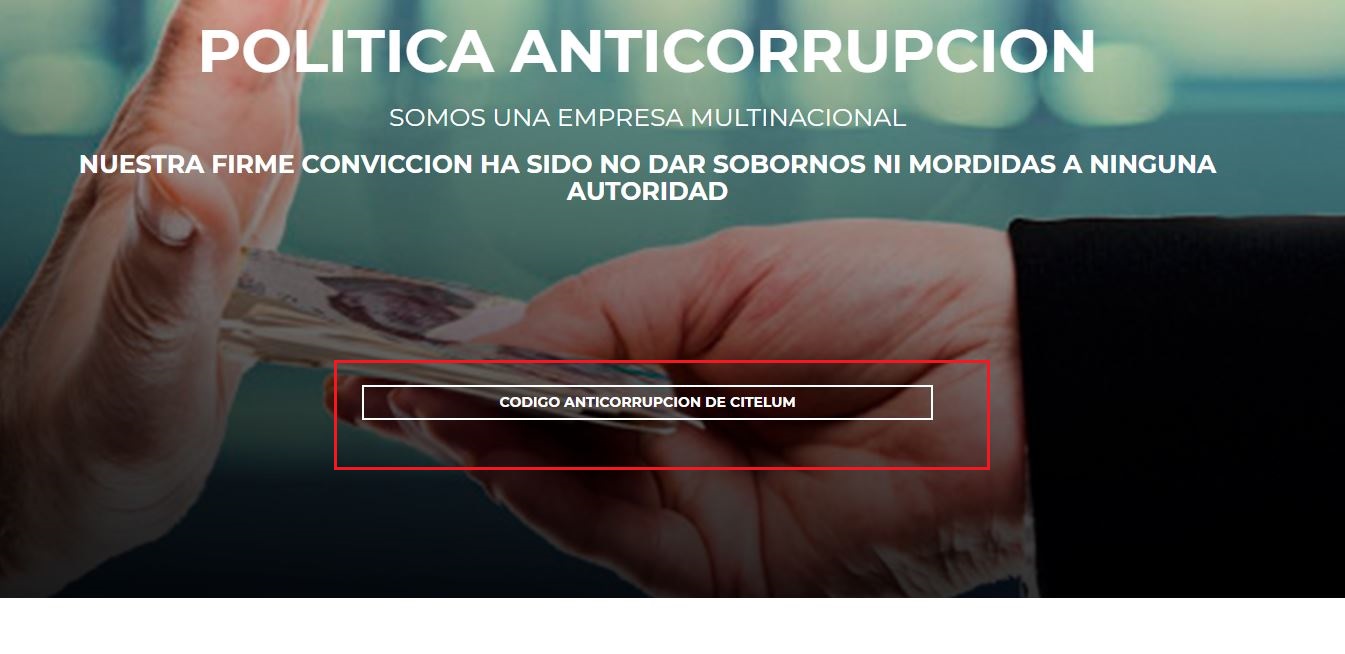 POLITICA ANTICORRUPCION
SOMOS UNA EMPRESA MULTINACIONAL
NUESTRA FIRME CONVICCION HA SIDO NO DAR SOBORNOS NI MORDIDAS A NINGUNA
AUTORIDAD
CODIGO ANTICORRUPCION DE CITELUM